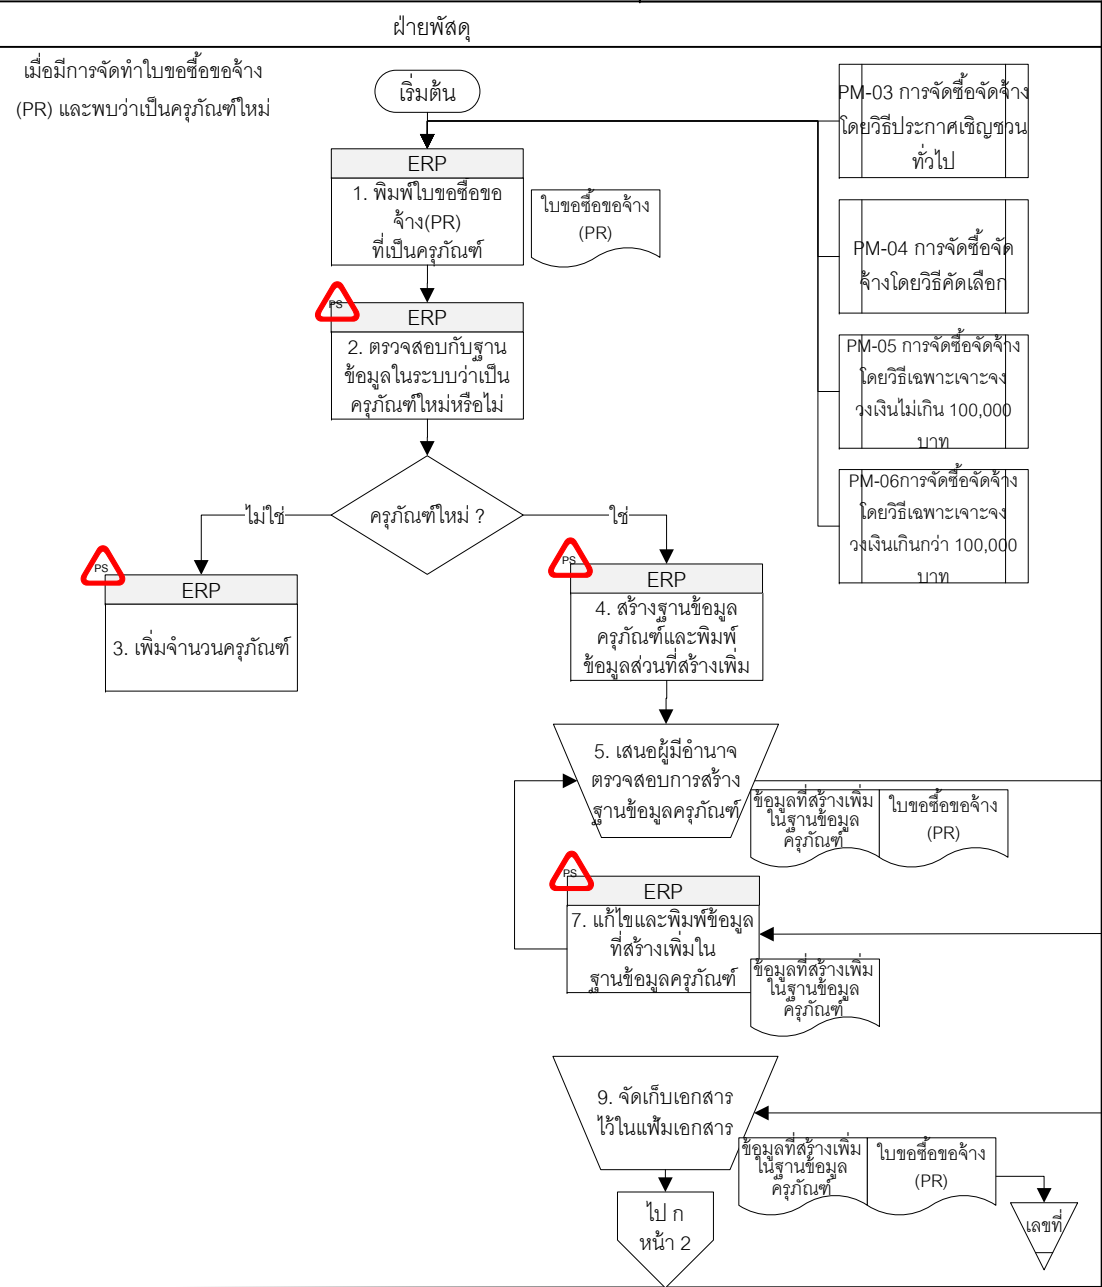 ฝ่ายพัสดุ
เมื่อมีการจัดทำใบขอซื้อขอจ้าง
(PR) และพบว่าเป็นครุภัณฑ์ใหม่
เริ่มต้น
PM-03 การจัดซื้อจัดจ้าง
โดยวิธีประกาศเชิญชวน
ทั่วไป
ERP
1. พิมพ์ใบขอซื้อขอ
จ้าง(PR)
ที่เป็นครุภัณฑ์
ใบขอซื้อขอจ้าง
(PR)
PM-04 การจัดซื้อจัด
จ้างโดยวิธีคัดเลือก
PS
ERP
2. ตรวจสอบกับฐาน
ข้อมูลในระบบว่าเป็น
ครุภัณฑ์ใหม่หรือไม่
PM-05 การจัดซื้อจัดจ้าง
โดยวิธีเฉพาะเจาะจง
วงเงินไม่เกิน 100,000
บาท
ครุภัณฑ์ใหม่ ?
ไม่ใช่
ใช่
PM-06การจัดซื้อจัดจ้าง
โดยวิธีเฉพาะเจาะจง
วงเงินเกินกว่า 100,000
บาท
PS
ERP
3. เพิ่มจำนวนครุภัณฑ์
PS
ERP
4. สร้างฐานข้อมูล
ครุภัณฑ์และพิมพ์
ข้อมูลส่วนที่สร้างเพิ่ม
5. เสนอผู้มีอำนาจ
ตรวจสอบการสร้าง
ฐานข้อมูลครุภัณฑ์
ข้อมูลที่สร้างเพิ่ม
ในฐานข้อมูล
ครุภัณฑ์
ใบขอซื้อขอจ้าง
(PR)
PS
ERP
7. แก้ไขและพิมพ์ข้อมูล
ที่สร้างเพิ่มใน
ฐานข้อมูลครุภัณฑ์
ข้อมูลที่สร้างเพิ่ม
ในฐานข้อมูล
ครุภัณฑ์
9. จัดเก็บเอกสาร
ไว้ในแฟ้มเอกสาร
ข้อมูลที่สร้างเพิ่ม
ในฐานข้อมูล
ครุภัณฑ์
ใบขอซื้อขอจ้าง
(PR)
ไป ก
หน้า 2
เลขที่